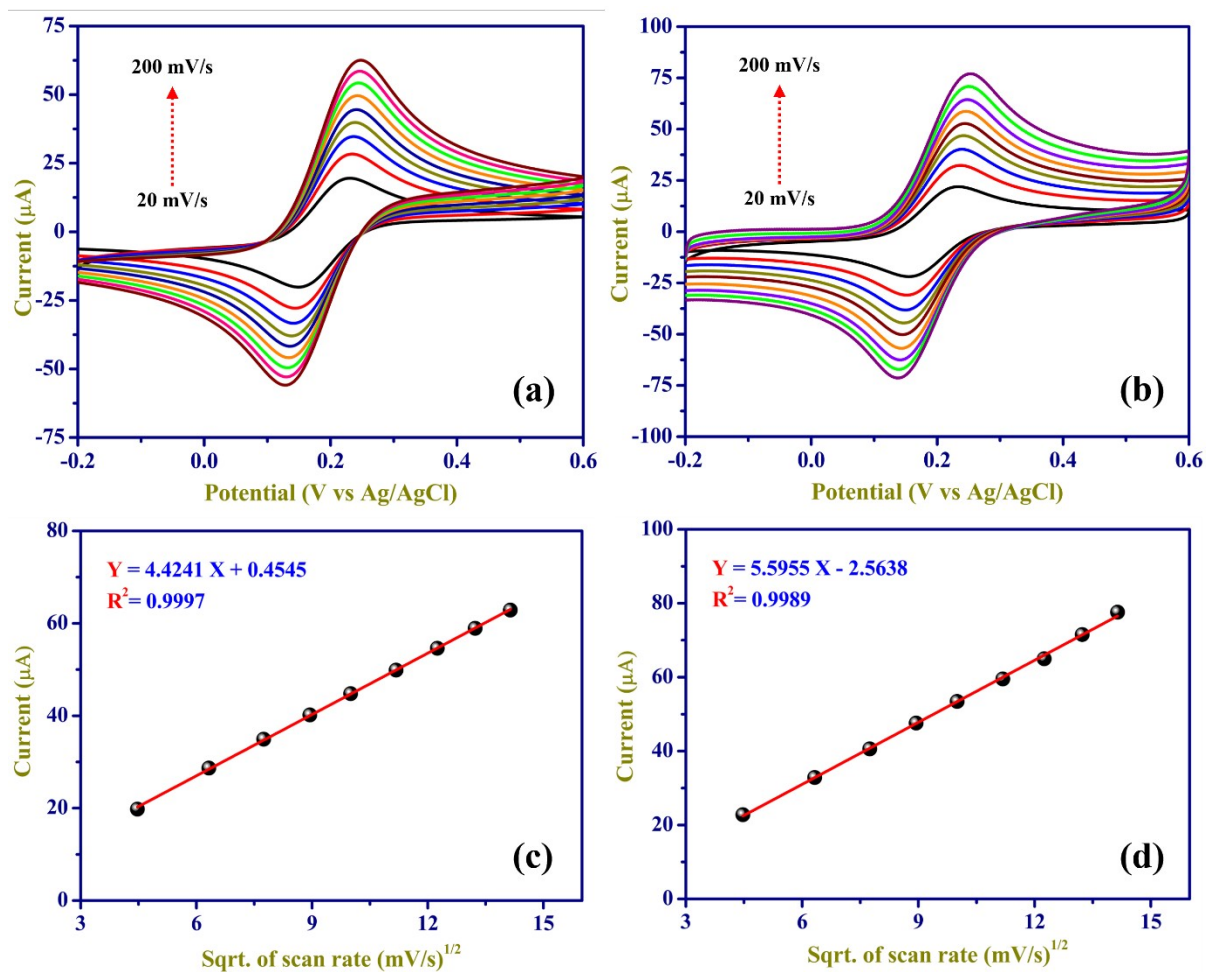 75
50
25
0
-25
-50
-75
-0.2 0.0 0.2 0.4 0.6
Current (µA)
Potential (V vs Ag/AgCl)
200 mV/s
20 mV/s
(a)
100
75
50
25
0
-25
-50
-75
-100
-0.2 0.0 0.2 0.4 0.6
Current (µA)
Potential (V vs Ag/AgCl)
200 mV/s
20 mV/s
(b)
80
60
40
20
0
3 6 9 12 15
Current (µA)
Sqrt. of scan rate (mV/s)^1/2
Y = 4.4241 X + 0.4545
R^2= 0.9997
(c)
100
80
60
40
20
0
3 6 9 12 15
Current (µA)
Sqrt. of scan rate (mV/s)^1/2
Y = 5.5955 X - 2.5638
R^2= 0.9989
(d)